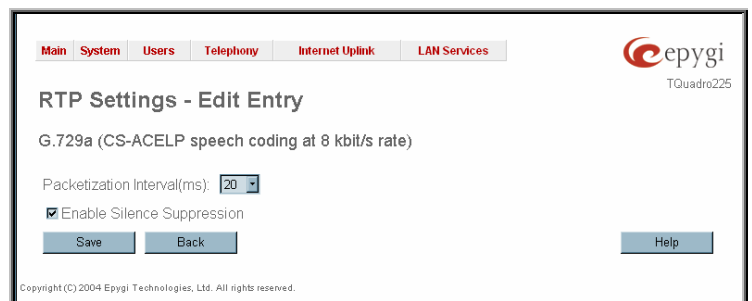 Main System Users Telephony Internet Uplink LAN Services
epygi
TQuadro225
RTP Settings - Edit Entry
G.729a (CS-ACELP speech coding at 8 kbit/s rate)
Packetization Interval(ms): 20
Enable Silence Suppression
Save Back Help
Copyright (C) 2004 Epygi Technologies, Ltd. All rights reserved.